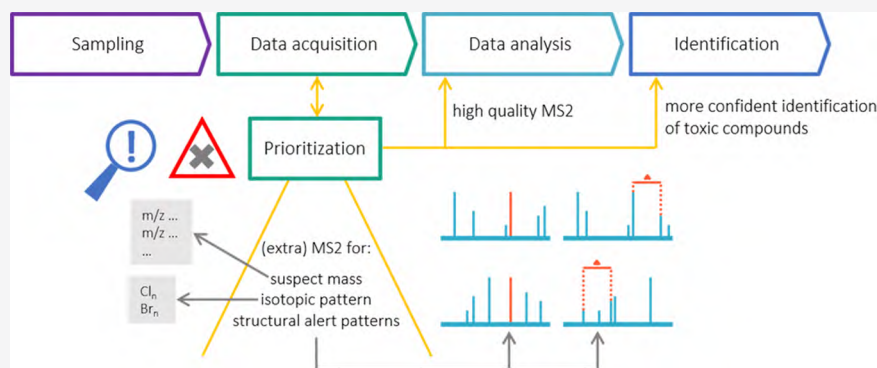 Sampling
Data acquisition
Data analysis
Identification
high quality MS2
more confident identification
of toxic compounds
Prioritization
!
m/z ...
m/z ...
...
(extra) MS2 for:
suspect mass
isotopic pattern
structural alert patterns
Clₙ
Brₙ